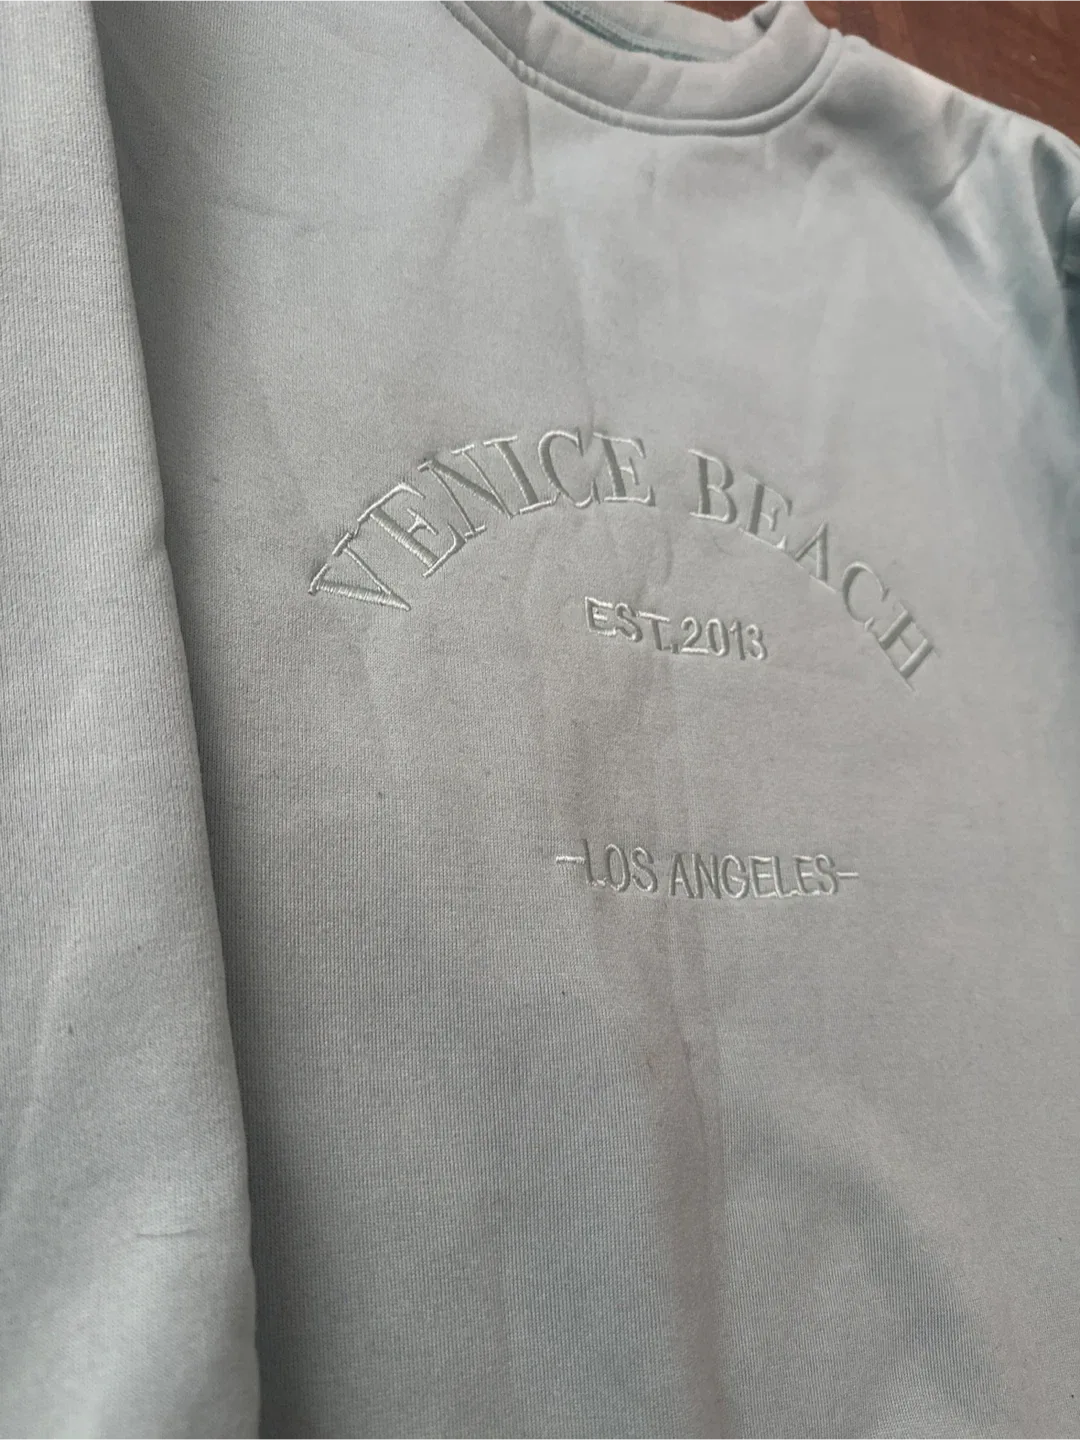 VENICE BEACH
EST.2013
-LOS ANGELES-